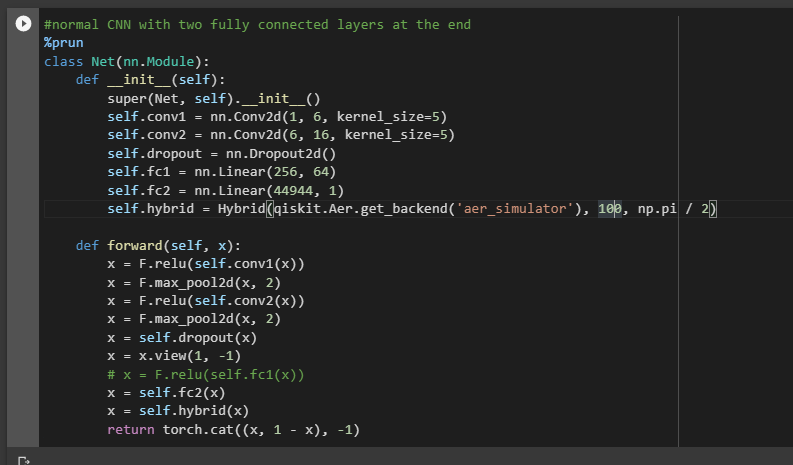 #normal CNN with two fully connected layers at the end
%prun
class Net(nn.Module):
    def __init__(self):
        super(Net, self).__init__()
        self.conv1 = nn.Conv2d(1, 6, kernel_size=5)
        self.conv2 = nn.Conv2d(6, 16, kernel_size=5)
        self.dropout = nn.Dropout2d()
        self.fc1 = nn.Linear(256, 64)
        self.fc2 = nn.Linear(44944, 1)
        self.hybrid = Hybrid(qiskit.Aer.get_backend('aer_simulator'), 100, np.pi / 2)

    def forward(self, x):
        x = F.relu(self.conv1(x))
        x = F.max_pool2d(x, 2)
        x = F.relu(self.conv2(x))
        x = F.max_pool2d(x, 2)
        x = self.dropout(x)
        x = x.view(1, -1)
        # x = F.relu(self.fc1(x))
        x = self.fc2(x)
        x = self.hybrid(x)
        return torch.cat((x, 1 - x), -1)